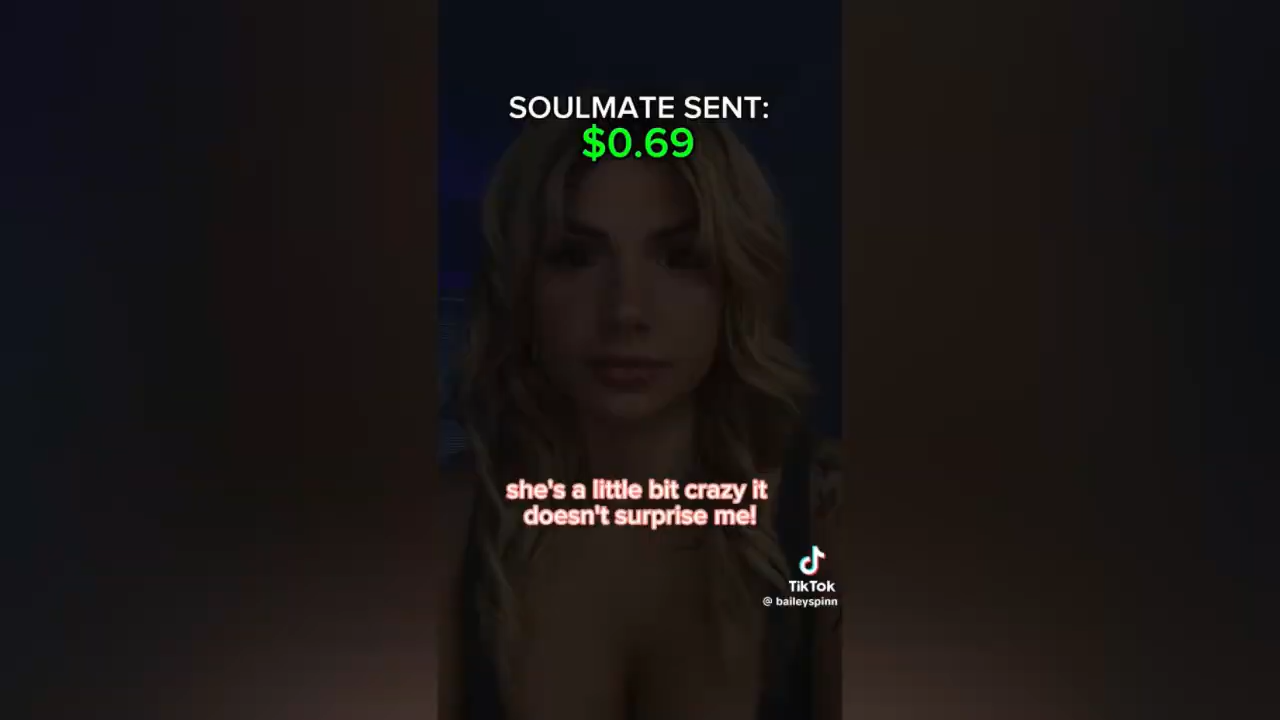 SOULMATE SENT:
$0.69
she's a little bit crazy it
doesn't surprise me!
TikTok
@ baileyspinn